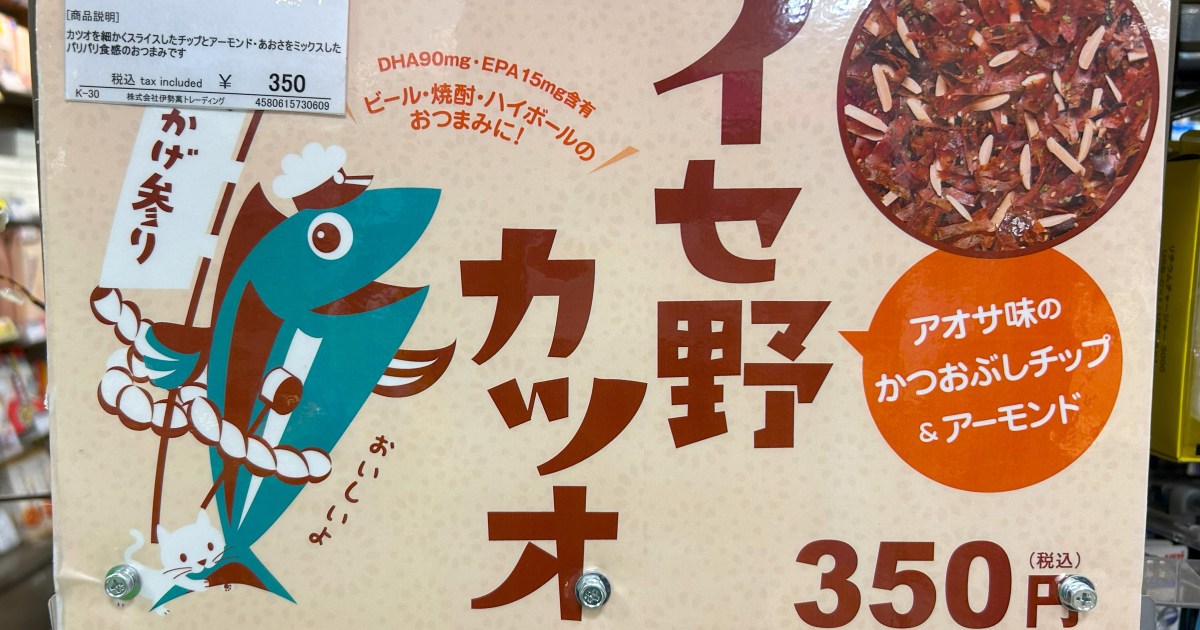 [商品説明]
カツオを細かくスライスしたチップとアーモンド・あおさをミックスした
パリパリ食感のおつまみです
税込 tax included ¥ 350
K-30 株式会社伊勢萬トレーディング 4580615730609
DHA90mg・EPA15mg含有
ビール・焼酎・ハイボールの
おつまみに!
かげ参り
イセ野
カツオ
おいしいよ
アオサ味の
かつおぶしチップ
&アーモンド
350円
(税込)